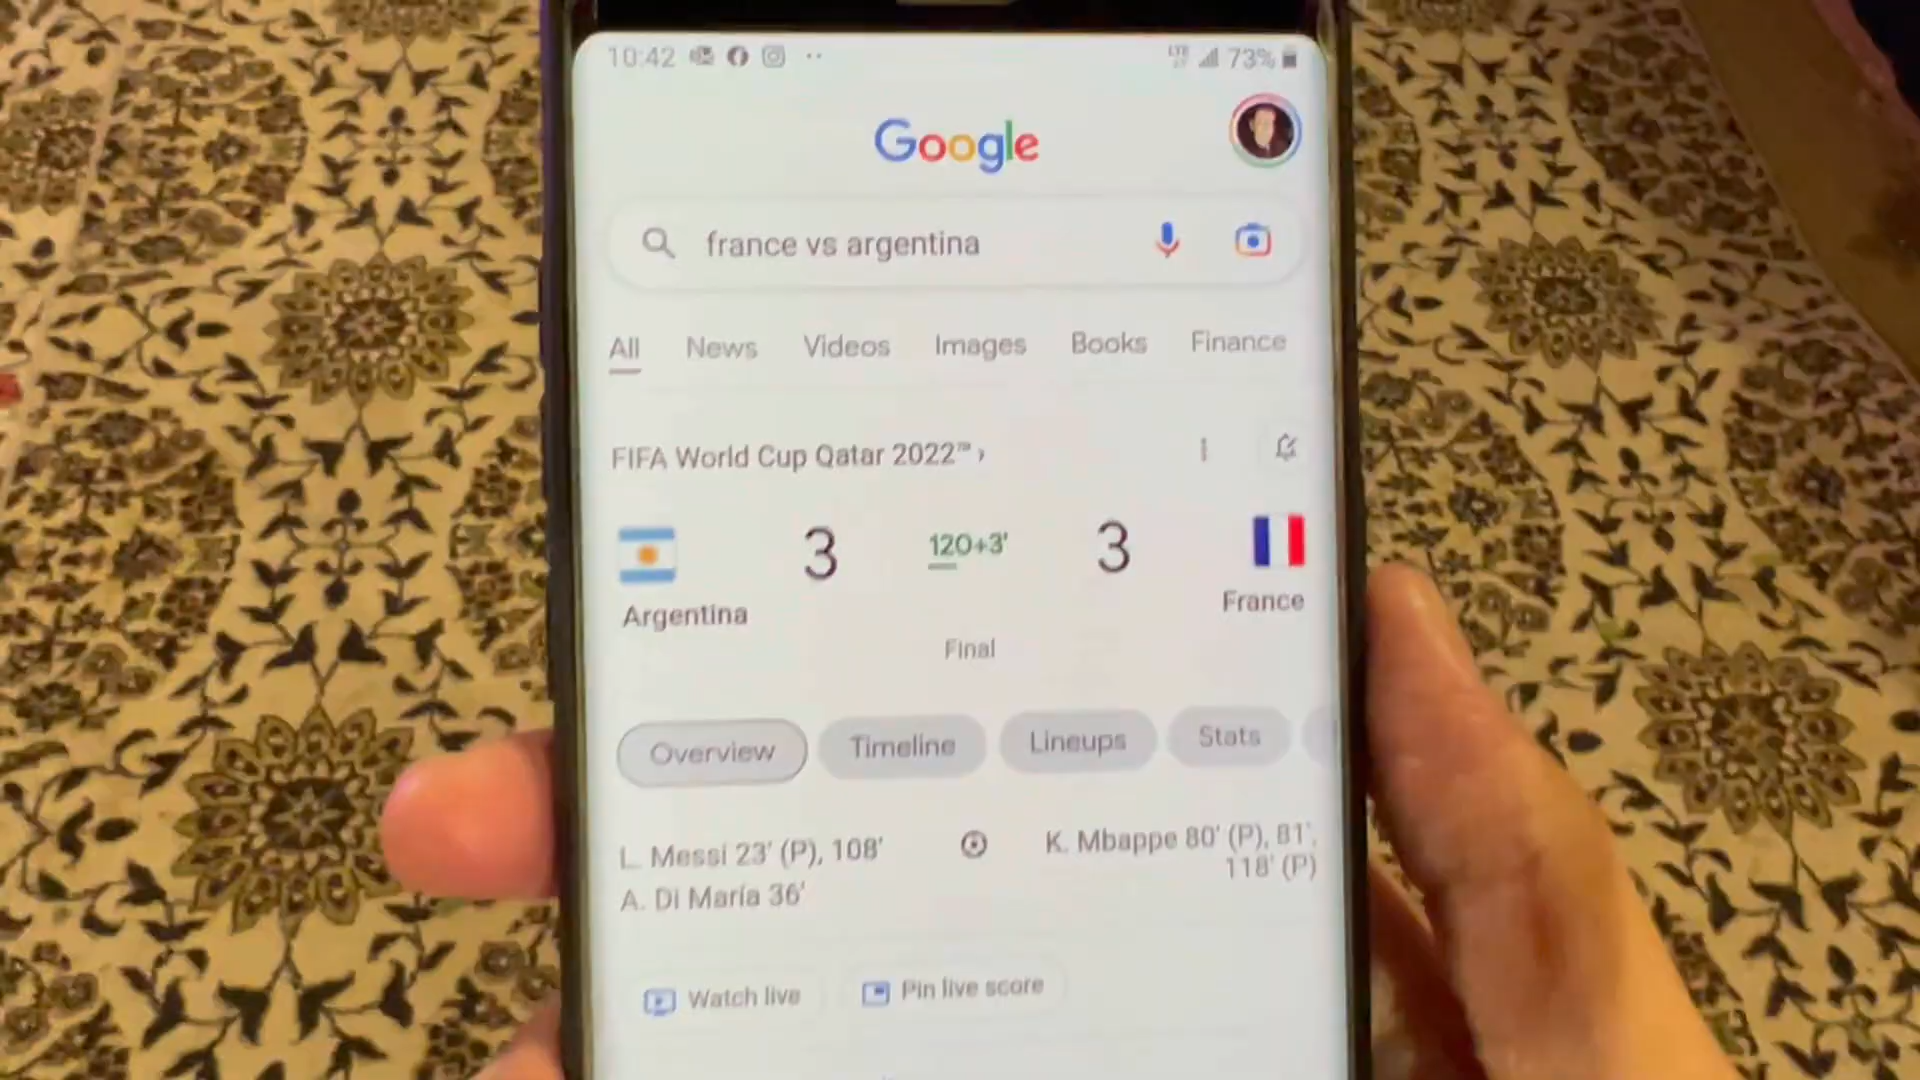 10:42 73%
Google
france vs argentina
All News Videos Images Books Finance
FIFA World Cup Qatar 2022™ ›
3 120+3' 3
Argentina France
Final
Overview Timeline Lineups Stats
L. Messi 23' (P), 108' K. Mbappe 80' (P), 81',
118' (P)
A. Di María 36'
Watch live Pin live score